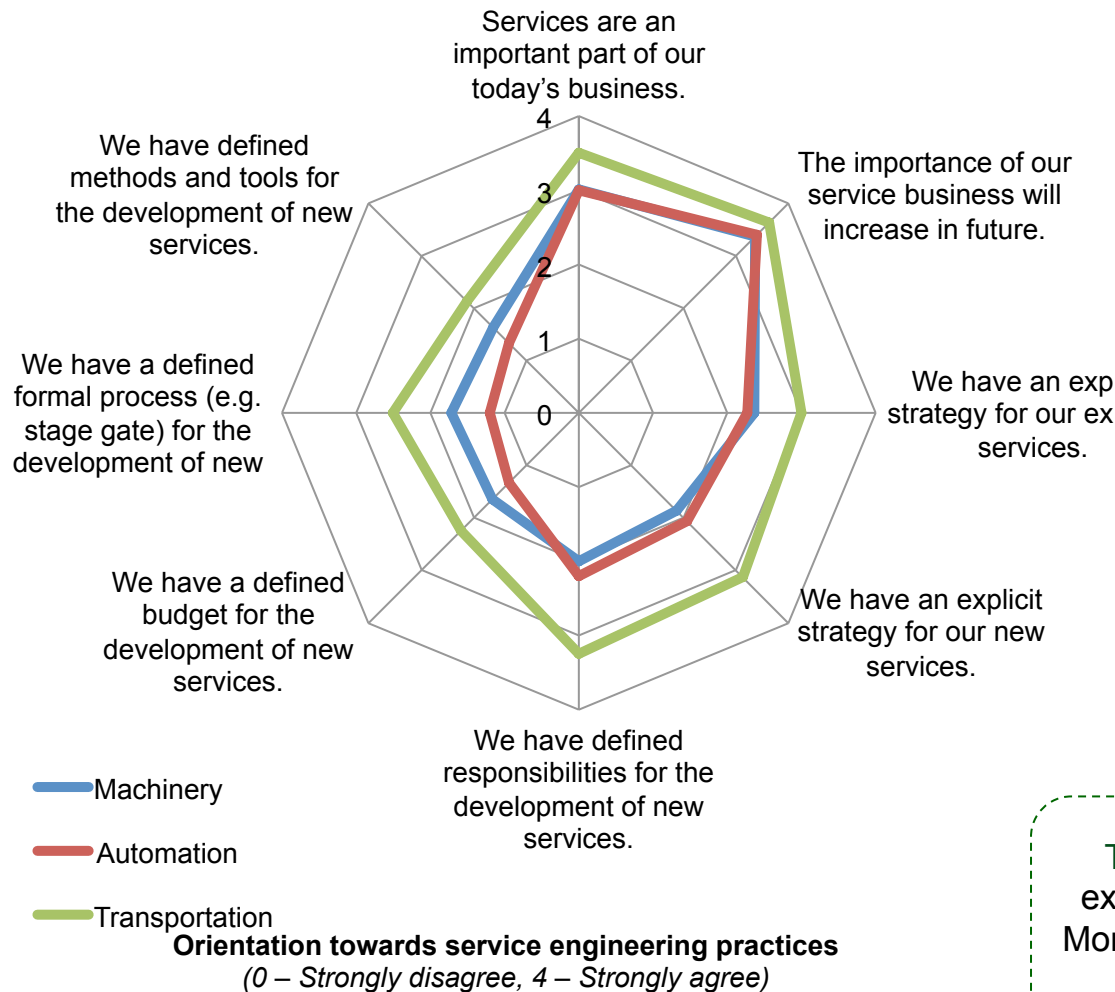 Services are an
important part of our
today's business.
The importance of our
service business will
increase in future.
We have an exp
strategy for our ex
services.
We have an explicit
strategy for our new
services.
We have defined
responsibilities for the
development of new
services.
We have a defined
budget for the
development of new
services.
We have a defined
formal process (e.g.
stage gate) for the
development of new
We have defined
methods and tools for
the development of new
services.
4
3
2
1
0
Machinery
Automation
Transportation
Orientation towards service engineering practices
(0 – Strongly disagree, 4 – Strongly agree)
T
ex
Mor